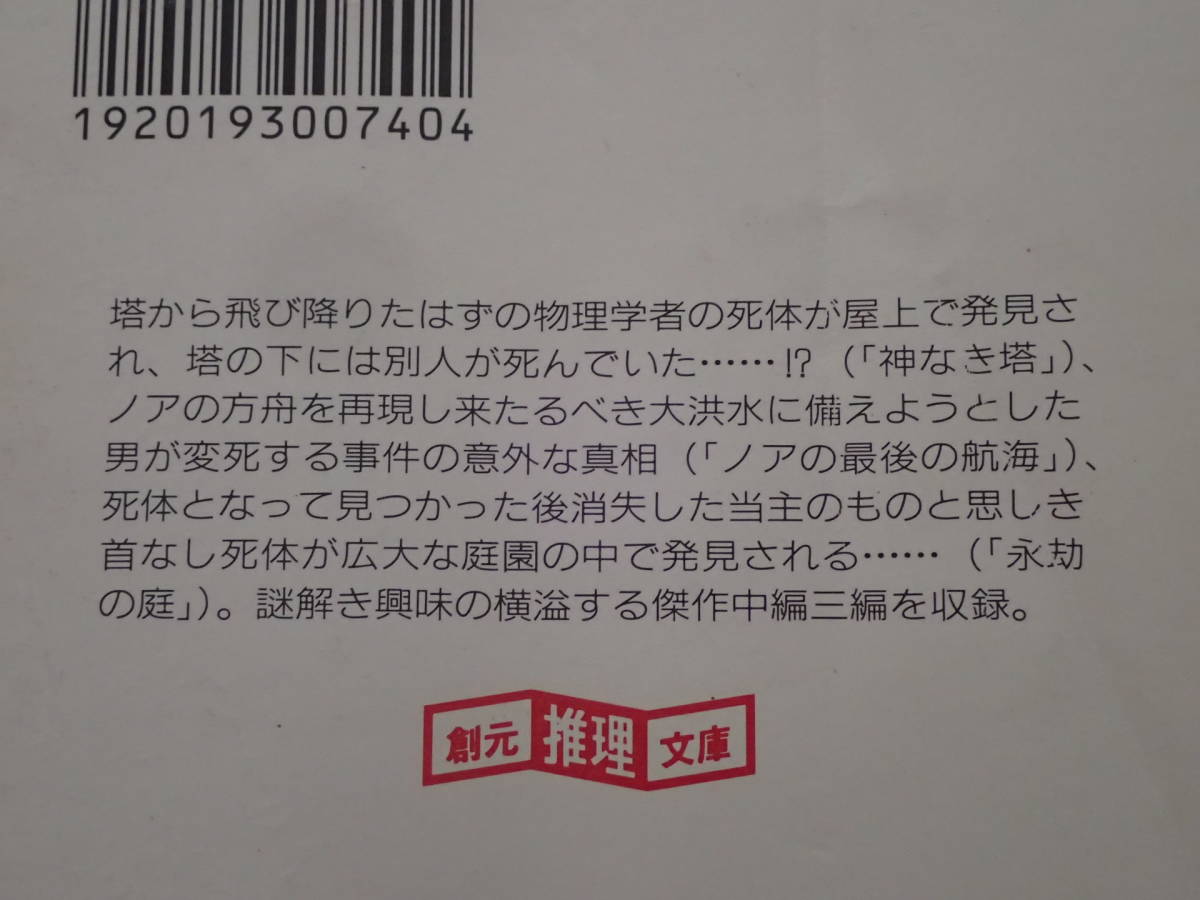 1920193007404
塔から飛び降りたはずの物理学者の死体が屋上で発見さ
れ、塔の下には別人が死んでいた……!?（「神なき塔」）、
ノアの方舟を再現し来たるべき大洪水に備えようとした
男が変死する事件の意外な真相（「ノアの最後の航海」）、
死体となって見つかった後消失した当主のものと思しき
首なし死体が広大な庭園の中で発見される……（「永劫
の庭」）。謎解き興味の横溢する傑作中編三編を収録。
創元推理文庫